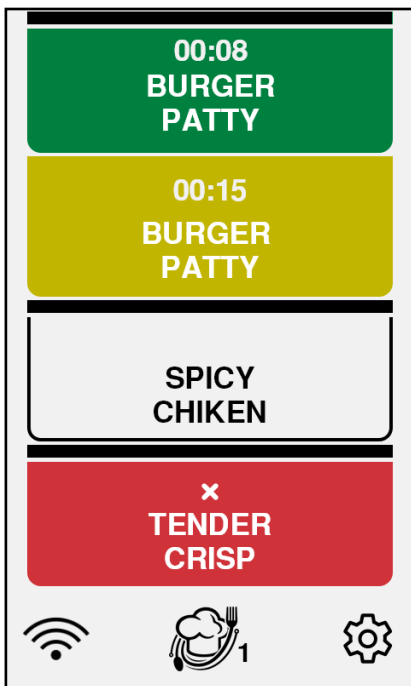 00:08
BURGER
PATTY
00:15
BURGER
PATTY
SPICY
CHIKEN
×
TENDER
CRISP
1